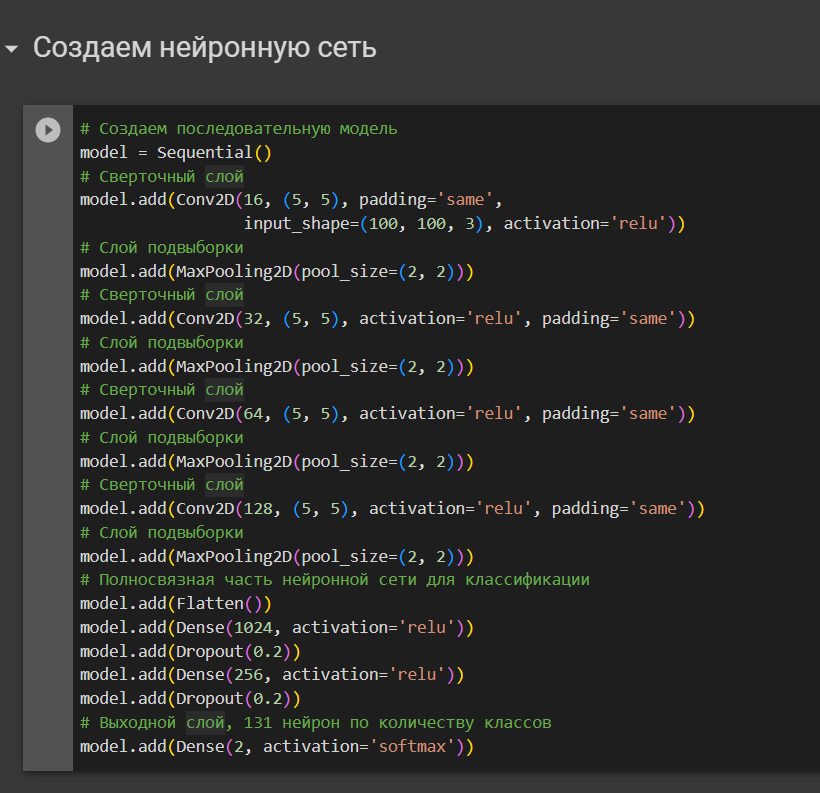 Создаем нейронную сеть
# Создаем последовательную модель
model = Sequential()
# Сверточный слой
model.add(Conv2D(16, (5, 5), padding='same',
input_shape=(100, 100, 3), activation='relu'))
# Слой подвыборки
model.add(MaxPooling2D(pool_size=(2, 2)))
# Сверточный слой
model.add(Conv2D(32, (5, 5), activation='relu', padding='same'))
# Слой подвыборки
model.add(MaxPooling2D(pool_size=(2, 2)))
# Сверточный слой
model.add(Conv2D(64, (5, 5), activation='relu', padding='same'))
# Слой подвыборки
model.add(MaxPooling2D(pool_size=(2, 2)))
# Сверточный слой
model.add(Conv2D(128, (5, 5), activation='relu', padding='same'))
# Слой подвыборки
model.add(MaxPooling2D(pool_size=(2, 2)))
# Полносвязная часть нейронной сети для классификации
model.add(Flatten())
model.add(Dense(1024, activation='relu'))
model.add(Dropout(0.2))
model.add(Dense(256, activation='relu'))
model.add(Dropout(0.2))
# Выходной слой, 131 нейрон по количеству классов
model.add(Dense(2, activation='softmax'))